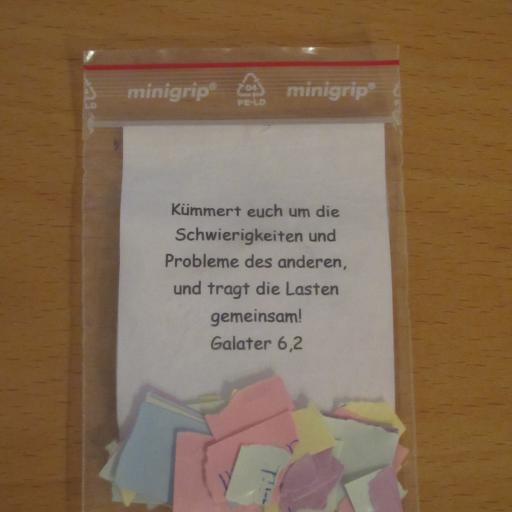 minigrip® 04 PE-LD minigrip®
Kümmert euch um die
Schwierigkeiten und
Probleme des anderen,
und tragt die Lasten
gemeinsam!
Galater 6,2